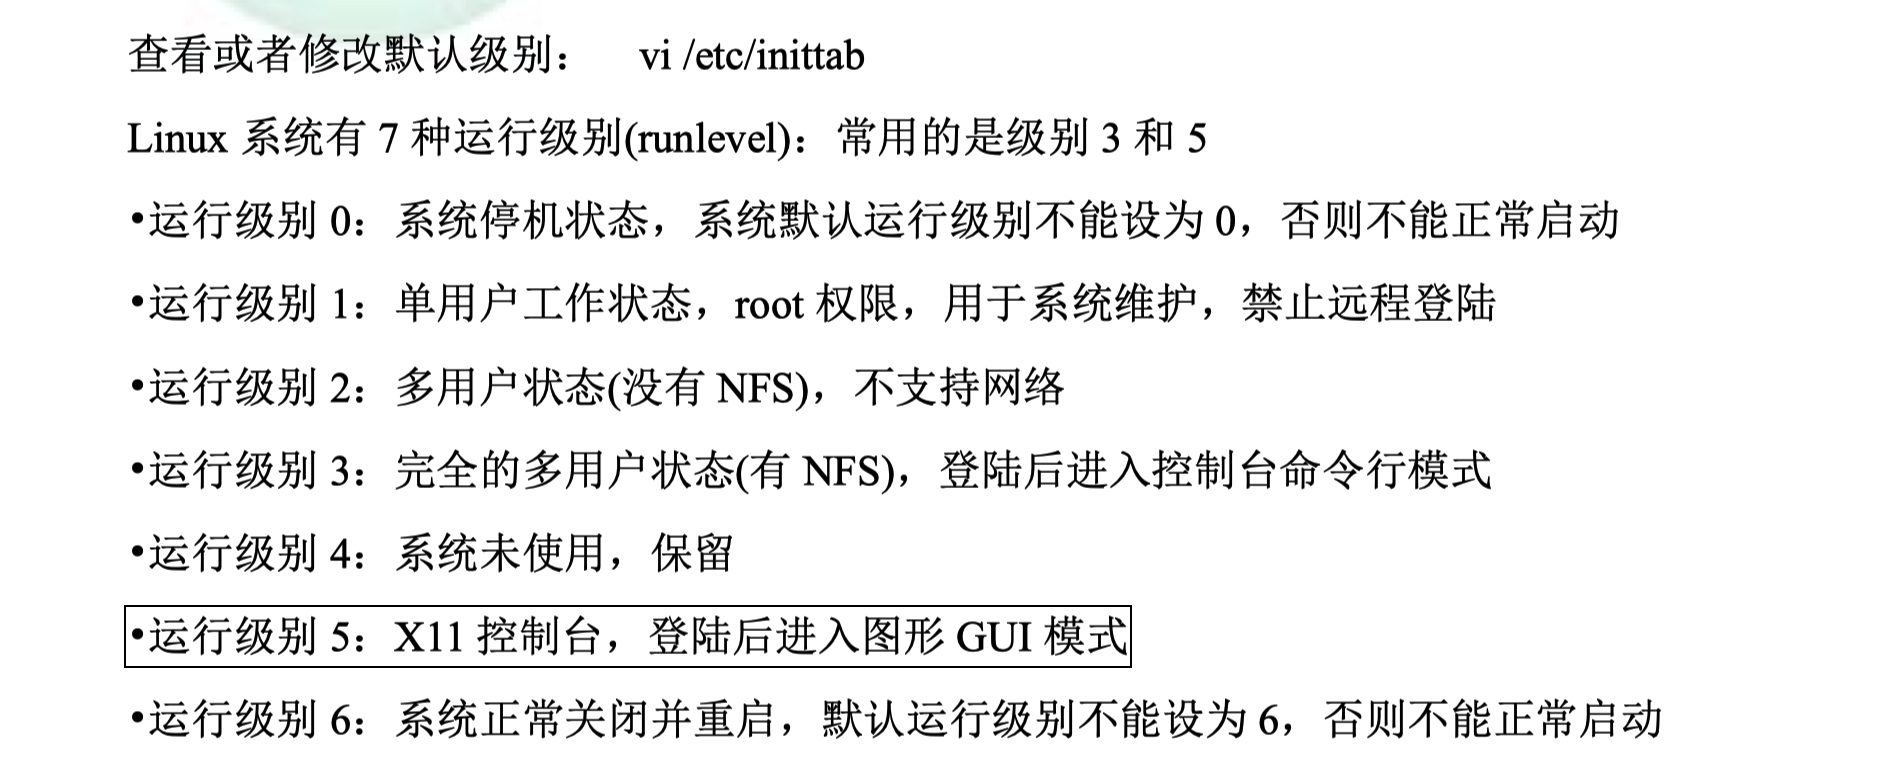 查看或者修改默认级别： vi /etc/inittab
Linux 系统有 7 种运行级别(runlevel)：常用的是级别 3 和 5
•运行级别 0：系统停机状态，系统默认运行级别不能设为 0，否则不能正常启动
•运行级别 1：单用户工作状态，root 权限，用于系统维护，禁止远程登陆
•运行级别 2：多用户状态(没有 NFS)，不支持网络
•运行级别 3：完全的多用户状态(有 NFS)，登陆后进入控制台命令行模式
•运行级别 4：系统未使用，保留
•运行级别 5：X11 控制台，登陆后进入图形 GUI 模式
•运行级别 6：系统正常关闭并重启，默认运行级别不能设为 6，否则不能正常启动